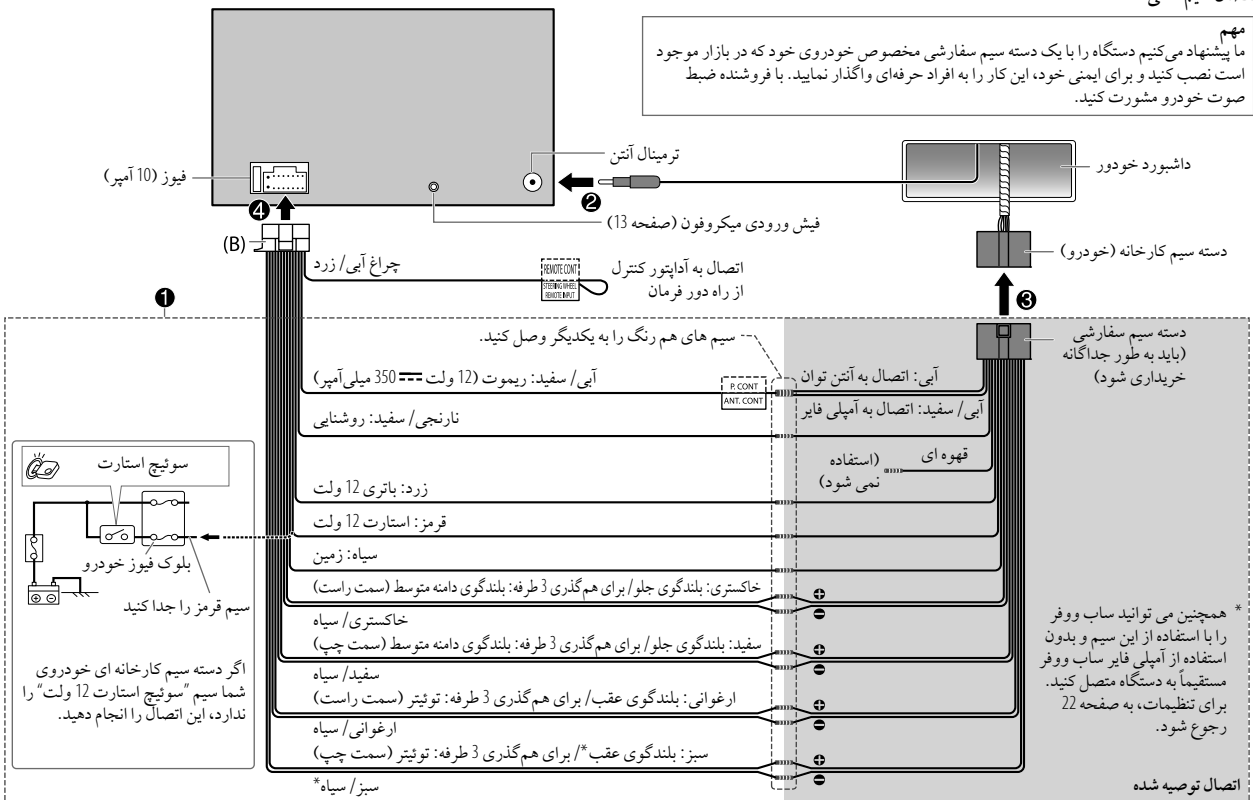 مهم
ما پیشنهاد می‌کنیم دستگاه را با یک دسته سیم سفارشی مخصوص خودروی خود که در بازار موجود
است نصب کنید و برای ایمنی خود، این کار را به افراد حرفه‌ای واگذار نمایید. با فروشنده ضبط
صوت خودرو مشورت کنید.
ترمینال آنتن
داشبورد خودور
فیوز (10 آمپر)
فیش ورودی میکروفون (صفحه 13)
(B)
4
2
دسته سیم کارخانه (خودرو)
چراغ آبی/ زرد
REMOTE CONT
STEERING WHEEL
REMOTE INPUT
اتصال به آداپتور کنترل
از راه دور فرمان
1
3
سیم های هم رنگ را به یکدیگر وصل کنید.
دسته سیم سفارشی
(باید به طور جداگانه
خریداری شود)
آبی/ سفید: ریموت (12 ولت 350 میلی‌آمپر)
P. CONT
ANT. CONT
آبی: اتصال به آنتن توان
آبی/ سفید: اتصال به آمپلی فایر
نارنجی/ سفید: روشنایی
قهوه ای
(استفاده
نمی شود)
زرد: باتری 12 ولت
قرمز: استارت 12 ولت
سیاه: زمین
خاکستری: بلندگوی جلو/ برای هم‌گذری 3 طرفه: بلندگوی دامنه متوسط (سمت راست)
خاکستری/ سیاه
سفید: بلندگوی جلو/ برای هم‌گذری 3 طرفه: بلندگوی دامنه متوسط (سمت چپ)
سفید/ سیاه
ارغوانی: بلندگوی عقب/ برای هم‌گذری 3 طرفه: توئیتر (سمت راست)
ارغوانی/ سیاه
سبز: بلندگوی عقب*/ برای هم‌گذری 3 طرفه: توئیتر (سمت چپ)
سبز/ سیاه*
سوئیچ استارت
بلوک فیوز خودرو
سیم قرمز را جدا کنید
اگر دسته سیم کارخانه ای خودروی
شما سیم "سوئیچ استارت 12 ولت" را
ندارد، این اتصال را انجام دهید.
* همچنین می توانید ساب ووفر
را با استفاده از این سیم و بدون
استفاده از آمپلی فایر ساب ووفر
مستقیماً به دستگاه متصل کنید.
برای تنظیمات، به صفحه 22
رجوع شود.
اتصال توصیه شده